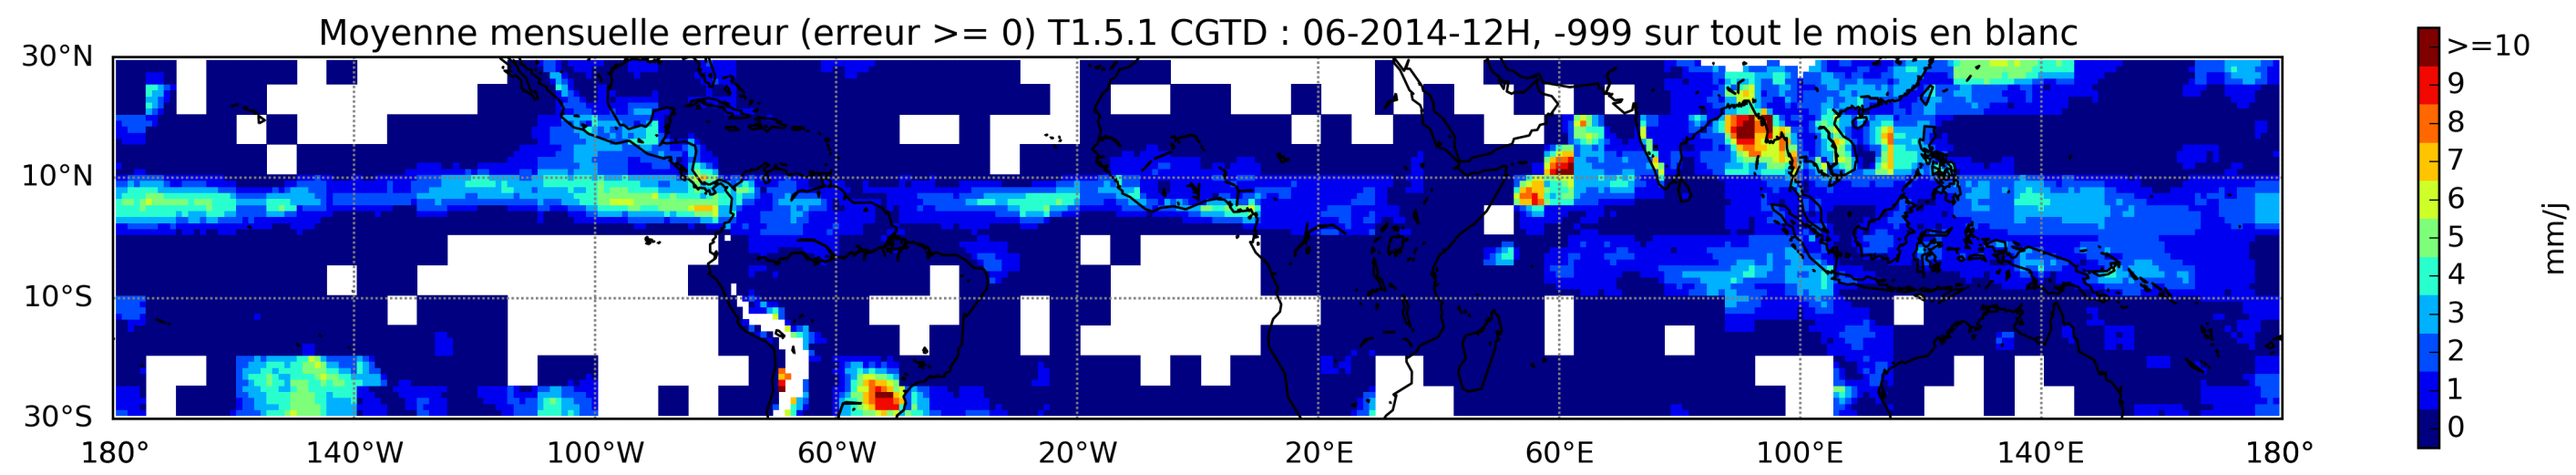 Moyenne mensuelle erreur (erreur >= 0) T1.5.1 CGTD : 06-2014-12H, -999 sur tout le mois en blanc
30°N
10°N
10°S
30°S
180° 140°W 100°W 60°W 20°W 20°E 60°E 100°E 140°E 180°
>=10
9
8
7
6
5
4
3
2
1
0
mm/j